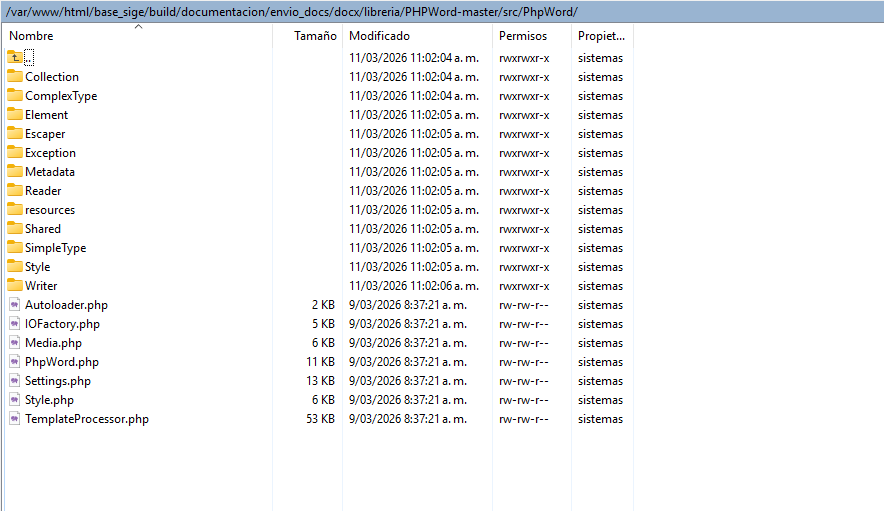 /var/www/html/base_sige/build/documentacion/envio_docs/docx/libreria/PHPWord-master/src/PhpWord/
Nombre Tamaño Modificado Permisos Propiet...
.. 11/03/2026 11:02:04 a. m. rwxrwxr-x sistemas
Collection 11/03/2026 11:02:04 a. m. rwxrwxr-x sistemas
ComplexType 11/03/2026 11:02:04 a. m. rwxrwxr-x sistemas
Element 11/03/2026 11:02:05 a. m. rwxrwxr-x sistemas
Escaper 11/03/2026 11:02:05 a. m. rwxrwxr-x sistemas
Exception 11/03/2026 11:02:05 a. m. rwxrwxr-x sistemas
Metadata 11/03/2026 11:02:05 a. m. rwxrwxr-x sistemas
Reader 11/03/2026 11:02:05 a. m. rwxrwxr-x sistemas
resources 11/03/2026 11:02:05 a. m. rwxrwxr-x sistemas
Shared 11/03/2026 11:02:05 a. m. rwxrwxr-x sistemas
SimpleType 11/03/2026 11:02:05 a. m. rwxrwxr-x sistemas
Style 11/03/2026 11:02:05 a. m. rwxrwxr-x sistemas
Writer 11/03/2026 11:02:06 a. m. rwxrwxr-x sistemas
Autoloader.php 2 KB 9/03/2026 8:37:21 a. m. rw-rw-r-- sistemas
IOFactory.php 5 KB 9/03/2026 8:37:21 a. m. rw-rw-r-- sistemas
Media.php 6 KB 9/03/2026 8:37:21 a. m. rw-rw-r-- sistemas
PhpWord.php 11 KB 9/03/2026 8:37:21 a. m. rw-rw-r-- sistemas
Settings.php 13 KB 9/03/2026 8:37:21 a. m. rw-rw-r-- sistemas
Style.php 6 KB 9/03/2026 8:37:21 a. m. rw-rw-r-- sistemas
TemplateProcessor.php 53 KB 9/03/2026 8:37:21 a. m. rw-rw-r-- sistemas